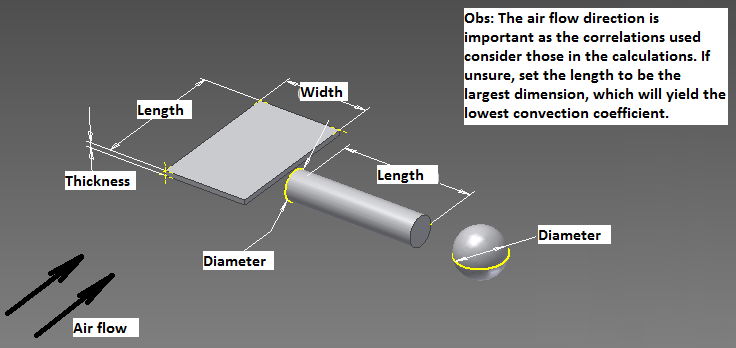 Obs: The air flow direction is
important as the correlations used
consider those in the calculations. If
unsure, set the length to be the
largest dimension, which will yield the
lowest convection coefficient.
Width
Length
Thickness
Length
Diameter
Diameter
Air flow